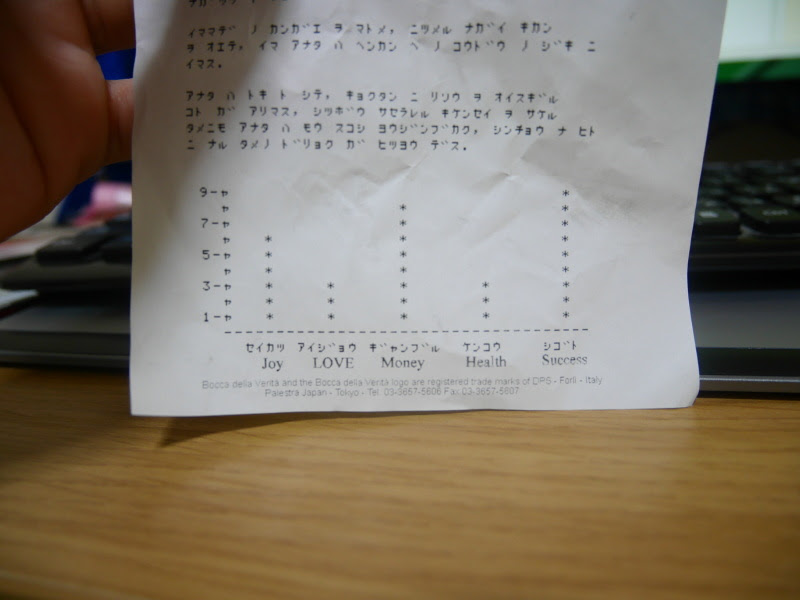 イママデ ノ カンガエ ヲ マトメ, ニツメル ナガイ キカン
ヲ オエテ, イマ アナタ ハ ヘンカン ヘ ノ コウドウ ノ ジキ ニ
イマス.
アナタ ハ トキ ト シテ, キョクタン ニ リソウ ヲ オイスギル
コト ガ アリマス, シツボウ サセラレル キケンセイ ヲ サケル
タメニモ アナタ ハ モウ スコシ ヨウジンブカク, シンチョウ ナ ヒト
ニ ナル タメノ ドリョク ガ ヒツヨウ デス.
9
7
5
3
1
セイカツ アイジョウ ギャンブル ケンコウ シゴト
Joy LOVE Money Health Success
Bocca della Verità and the Bocca della Verità logo are registered trade marks of DPS - Forlì - Italy
Palestra Japan - Tokyo - Tel. 03-3657-5606 Fax 03-3657-5607